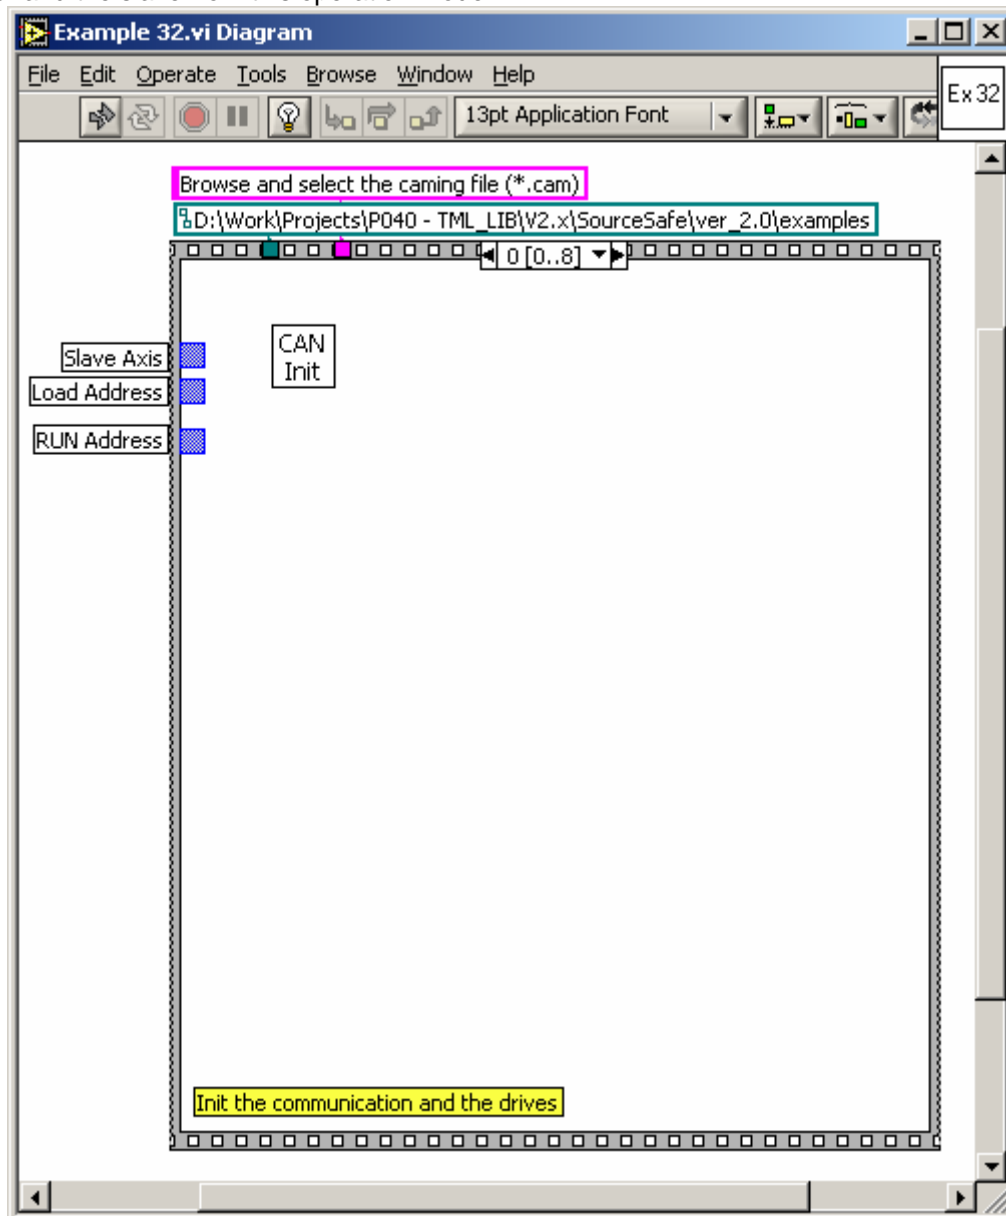 Example 32.vi Diagram
File Edit Operate Tools Browse Window Help
13pt Application Font
Ex 32
Browse and select the caming file (*.cam)
D:\Work\Projects\P040 - TML_LIB\V2.x\SourceSafe\ver_2.0\examples
0 [0..8]
Slave Axis
CAN
Init
Load Address
RUN Address
Init the communication and the drives